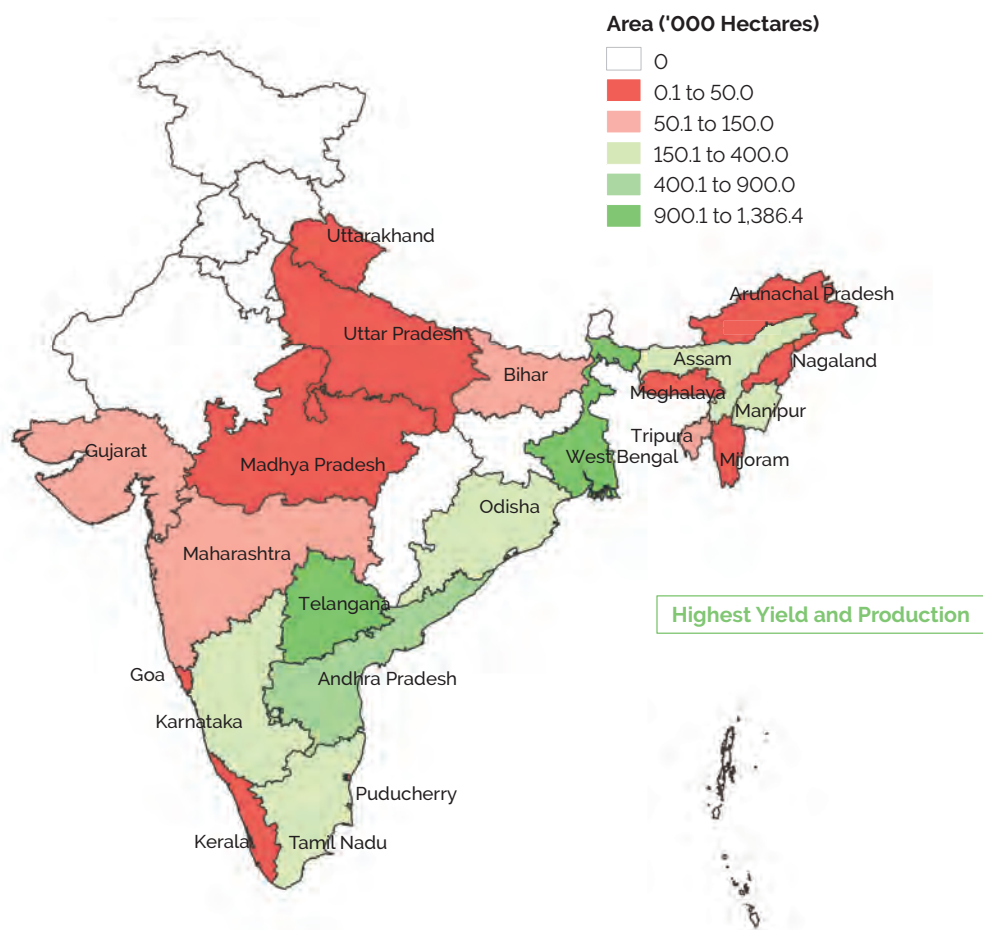 Area ('000 Hectares)
0
0.1 to 50.0
50.1 to 150.0
150.1 to 400.0
400.1 to 900.0
900.1 to 1,386.4
Uttarakhand
Arunachal Pradesh
Uttar Pradesh
Assam
Nagaland
Bihar
Meghalaya
Manipur
Tripura
Gujarat
West Bengal
Mijoram
Madhya Pradesh
Odisha
Maharashtra
Telangana
Highest Yield and Production
Goa
Andhra Pradesh
Karnataka
Puducherry
Kerala
Tamil Nadu